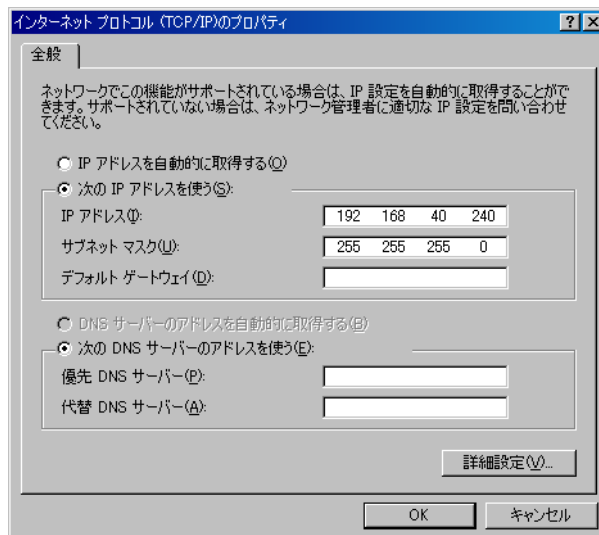 インターネット プロトコル (TCP/IP)のプロパティ
全般
ネットワークでこの機能がサポートされている場合は、IP 設定を自動的に取得することがで
きます。サポートされていない場合は、ネットワーク管理者に適切な IP 設定を問い合わせ
てください。
IP アドレスを自動的に取得する(O)
次の IP アドレスを使う(S):
IP アドレス(I): 192 168 40 240
サブネット マスク(U): 255 255 255 0
デフォルト ゲートウェイ(D):
DNS サーバーのアドレスを自動的に取得する(B)
次の DNS サーバーのアドレスを使う(E):
優先 DNS サーバー(P):
代替 DNS サーバー(A):
詳細設定(V)...
OK キャンセル